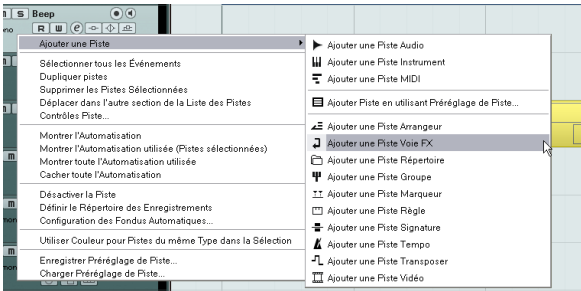 S Beep
R W e
Ajouter une Piste
Sélectionner tous les Événements
Dupliquer pistes
Supprimer les Pistes Sélectionnées
Déplacer dans l'autre section de la Liste des Pistes
Contrôles Piste...
Montrer l'Automatisation
Montrer l'Automatisation utilisée (Pistes sélectionnées)
Montrer toute l'Automatisation utilisée
Cacher toute l'Automatisation
Désactiver la Piste
Définir le Répertoire des Enregistrements
Configuration des Fondus Automatiques...
Utiliser Couleur pour Pistes du même Type dans la Sélection
Enregistrer Préréglage de Piste...
Charger Préréglage de Piste...
Ajouter une Piste Audio
Ajouter une Piste Instrument
Ajouter une Piste MIDI
Ajouter Piste en utilisant Préréglage de Piste...
Ajouter une Piste Arrangeur
Ajouter une Piste Voie FX
Ajouter une Piste Répertoire
Ajouter une Piste Groupe
Ajouter une Piste Marqueur
Ajouter une Piste Règle
Ajouter une Piste Signature
Ajouter une Piste Tempo
Ajouter une Piste Transposer
Ajouter une Piste Vidéo